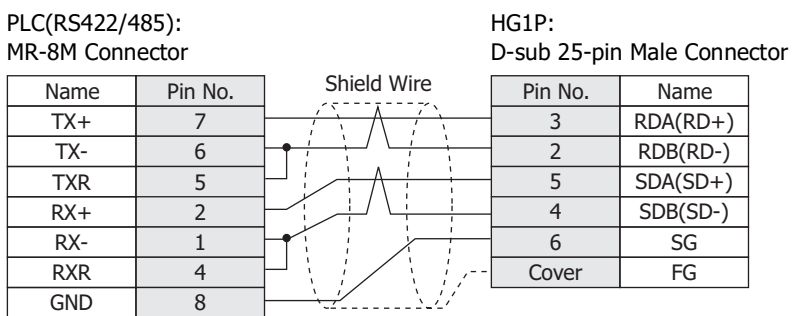 PLC(RS422/485):
MR-8M Connector
HG1P:
D-sub 25-pin Male Connector
Name Pin No. Shield Wire Pin No. Name
TX+ 7 3 RDA(RD+)
TX- 6 2 RDB(RD-)
TXR 5 5 SDA(SD+)
RX+ 2 4 SDB(SD-)
RX- 1 6 SG
RXR 4 Cover FG
GND 8